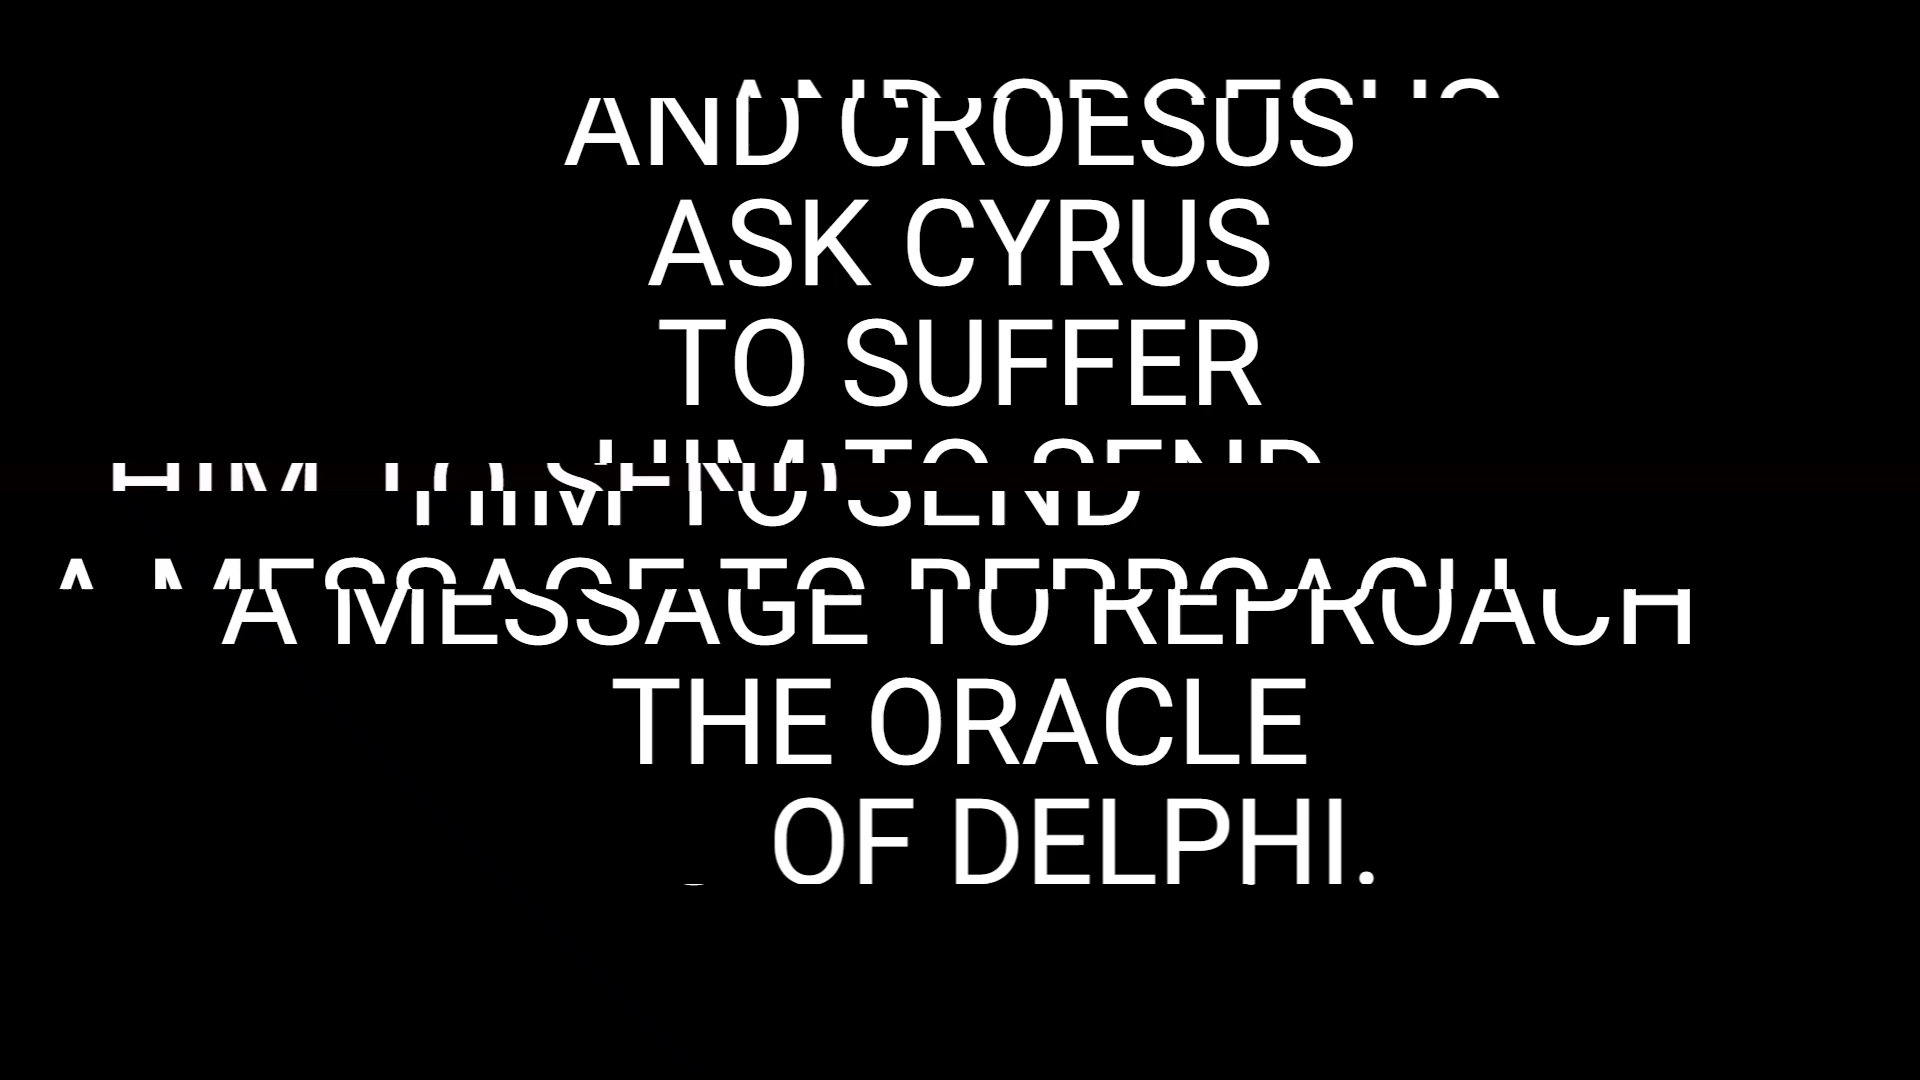 AND CROESUS
ASK CYRUS
TO SUFFER
HIM TO SEND
A MESSAGE TO REPROACH
THE ORACLE
OF DELPHI.